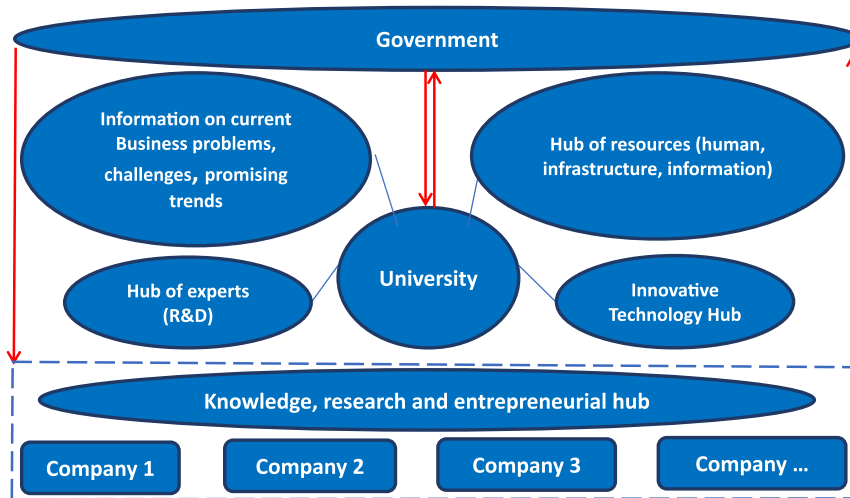 Government
Information on current
Business problems,
challenges, promising
trends
Hub of resources (human,
infrastructure, information)
University
Hub of experts
(R&D)
Innovative
Technology Hub
Knowledge, research and entrepreneurial hub
Company 1
Company 2
Company 3
Company ...